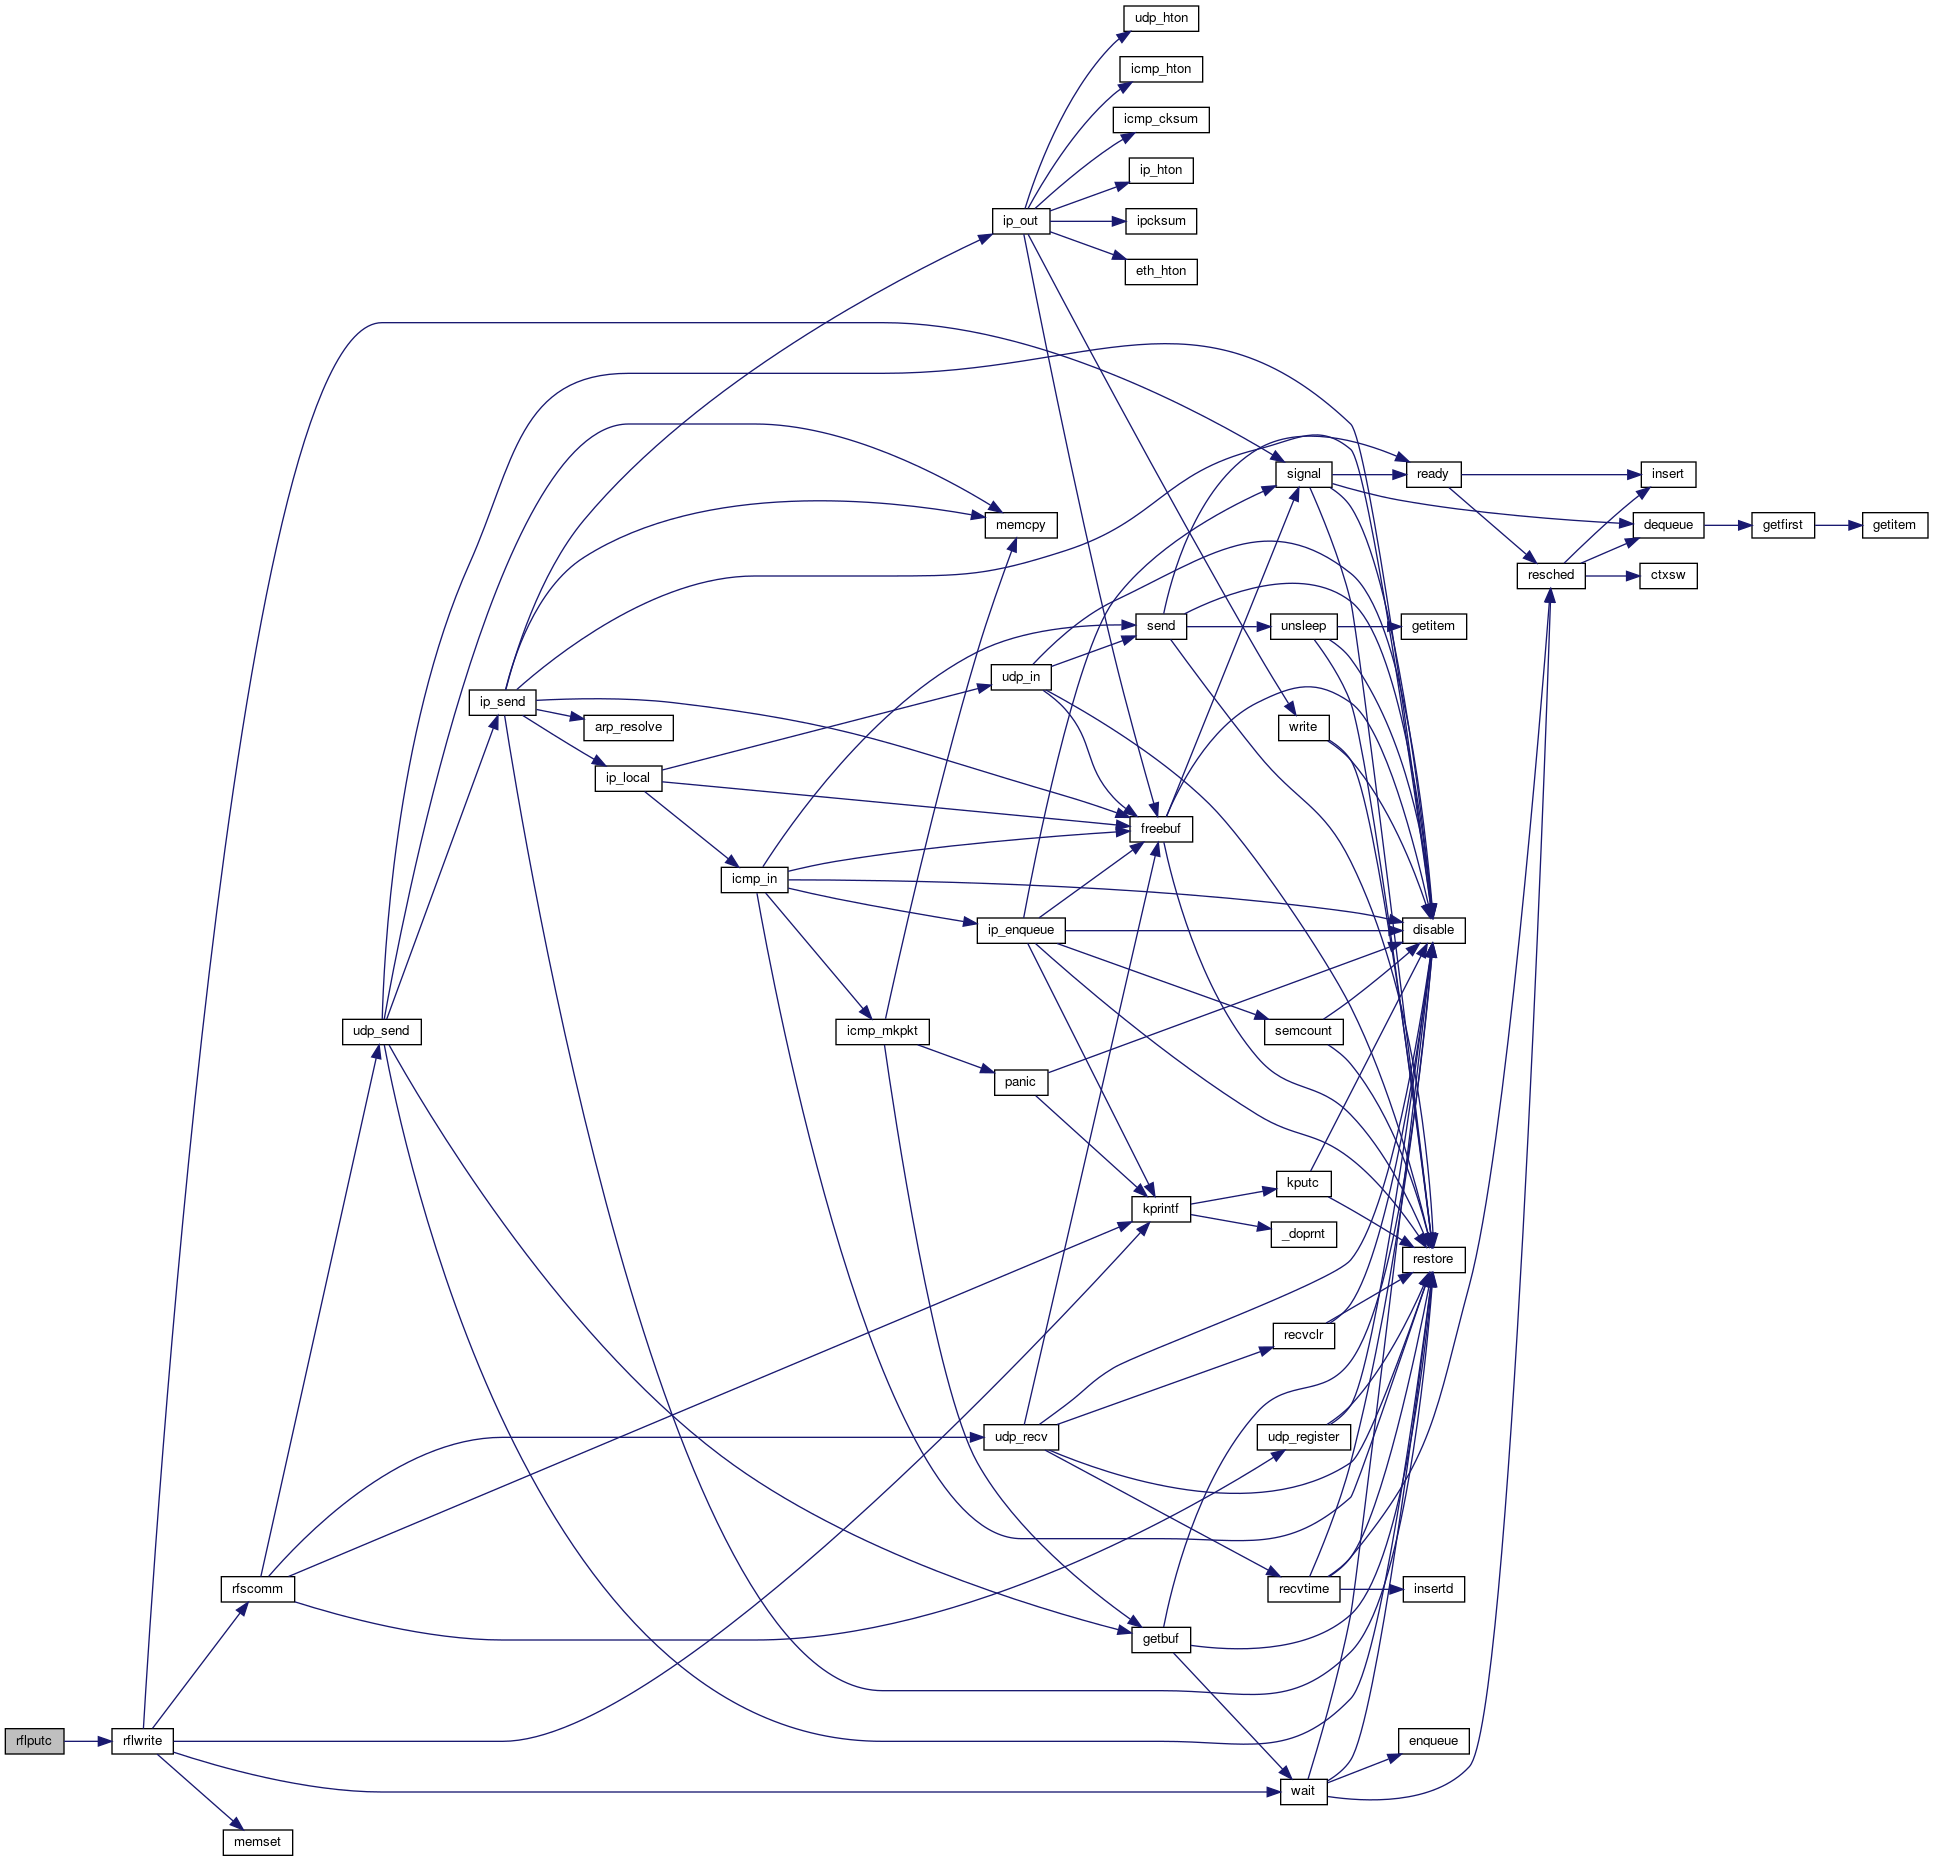 udp_hton
icmp_hton
icmp_cksum
ip_hton
ip_out
ipcksum
eth_hton
signal
ready
insert
memcpy
dequeue
getfirst
getitem
resched
ctxsw
send
unsleep
getitem
udp_in
ip_send
arp_resolve
write
ip_local
freebuf
icmp_in
ip_enqueue
disable
udp_send
icmp_mkpkt
semcount
panic
kputc
kprintf
_doprnt
restore
recvclr
udp_recv
udp_register
rfscomm
recvtime
insertd
getbuf
rflputc
rflwrite
enqueue
wait
memset